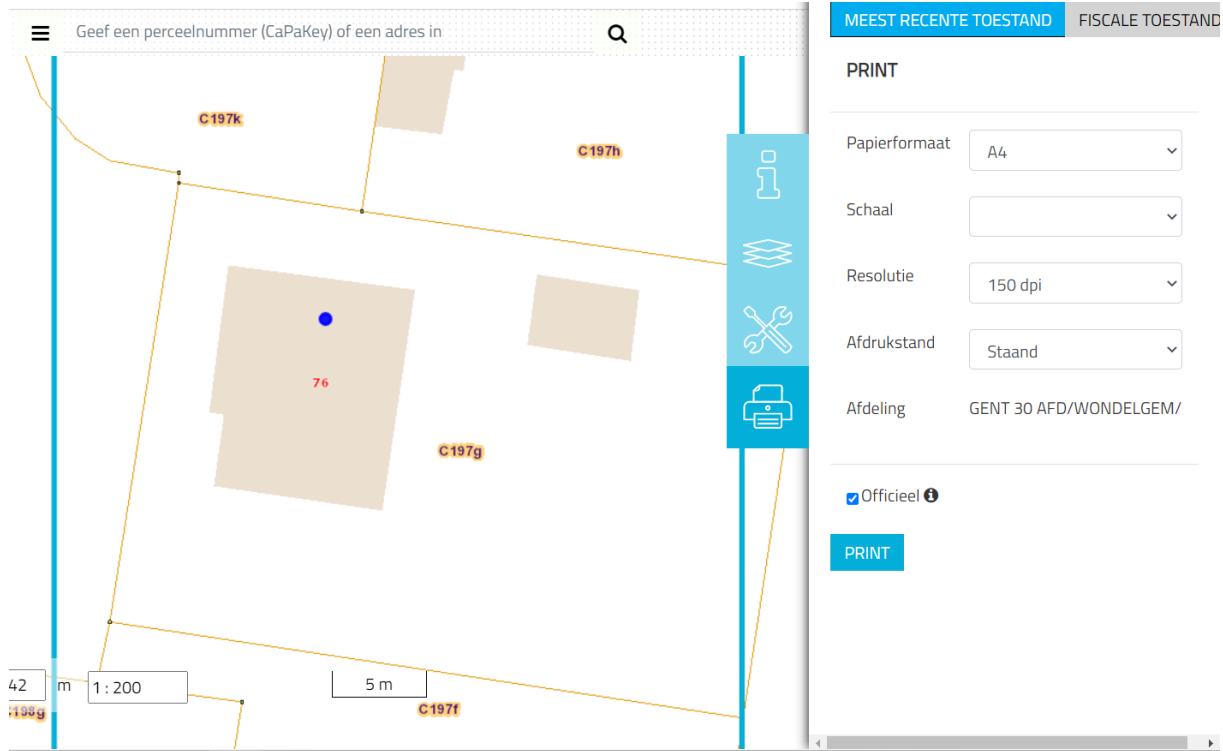 Geef een perceelnummer (CaPaKey) of een adres in
MEEST RECENTE TOESTAND
FISCALE TOESTAND
PRINT
Papierformaat
A4
Schaal
Resolutie
150 dpi
Afdrukstand
Staand
Afdeling
GENT 30 AFD/WONDELGEM/
Officieel
PRINT
C197k
C197h
76
C197g
42 m
1 : 200
5 m
C198g
C197f